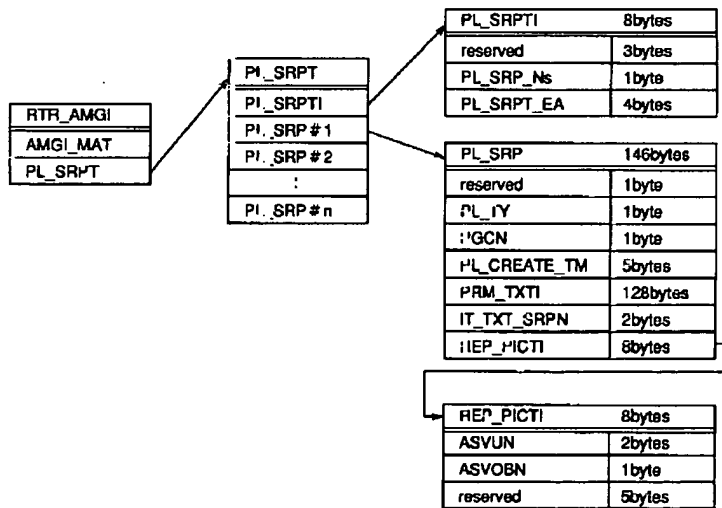 RTR_AMGI
AMGI_MAT
PL_SRPT
PL_SRPT
PL_SRPTI
PL_SRP #1
PL_SRP #2
:
PL_SRP #n
PL_SRPTI 8bytes
reserved 3bytes
PL_SRP_Ns 1byte
PL_SRPT_EA 4bytes
PL_SRP 146bytes
reserved 1byte
PL_TY 1byte
PGCN 1byte
PL_CREATE_TM 5bytes
PRM_TXTI 128bytes
IT_TXT_SRPN 2bytes
REP_PICTI 8bytes
REP_PICTI 8bytes
ASVUN 2bytes
ASVOBN 1byte
reserved 5bytes